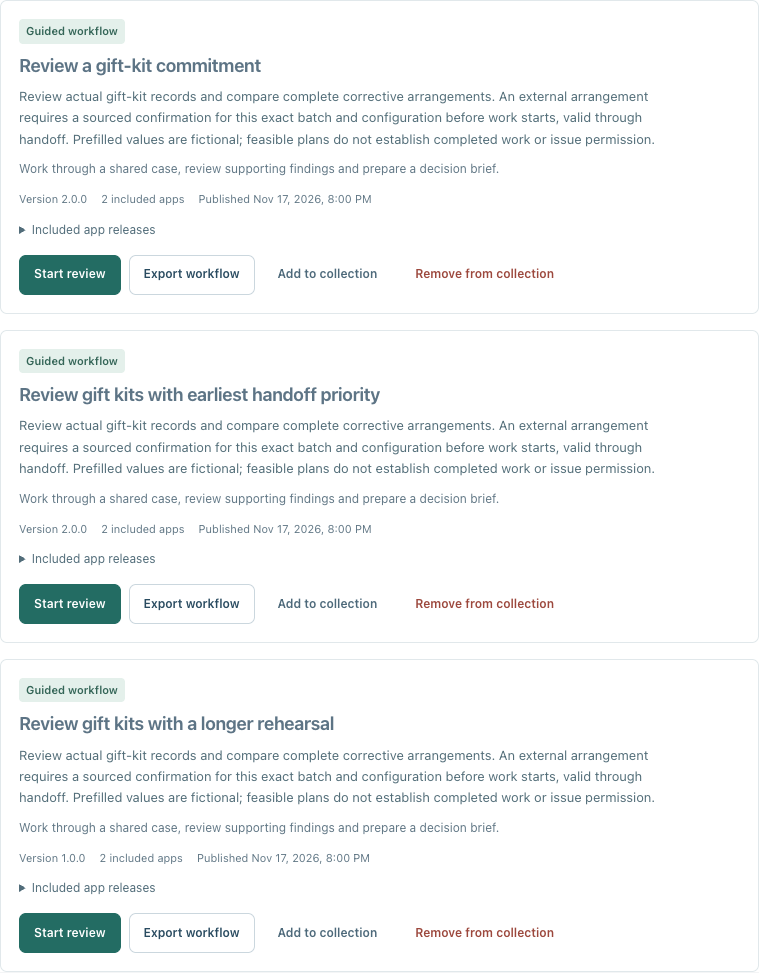 Guided workflow
Review a gift-kit commitment
Review actual gift-kit records and compare complete corrective arrangements. An external arrangement
requires a sourced confirmation for this exact batch and configuration before work starts, valid through
handoff. Prefilled values are fictional; feasible plans do not establish completed work or issue permission.
Work through a shared case, review supporting findings and prepare a decision brief.
Version 2.0.0 2 included apps Published Nov 17, 2026, 8:00 PM
Included app releases
Start review Export workflow Add to collection Remove from collection
Guided workflow
Review gift kits with earliest handoff priority
Review actual gift-kit records and compare complete corrective arrangements. An external arrangement
requires a sourced confirmation for this exact batch and configuration before work starts, valid through
handoff. Prefilled values are fictional; feasible plans do not establish completed work or issue permission.
Work through a shared case, review supporting findings and prepare a decision brief.
Version 2.0.0 2 included apps Published Nov 17, 2026, 8:00 PM
Included app releases
Start review Export workflow Add to collection Remove from collection
Guided workflow
Review gift kits with a longer rehearsal
Review actual gift-kit records and compare complete corrective arrangements. An external arrangement
requires a sourced confirmation for this exact batch and configuration before work starts, valid through
handoff. Prefilled values are fictional; feasible plans do not establish completed work or issue permission.
Work through a shared case, review supporting findings and prepare a decision brief.
Version 1.0.0 2 included apps Published Nov 17, 2026, 8:00 PM
Included app releases
Start review Export workflow Add to collection Remove from collection